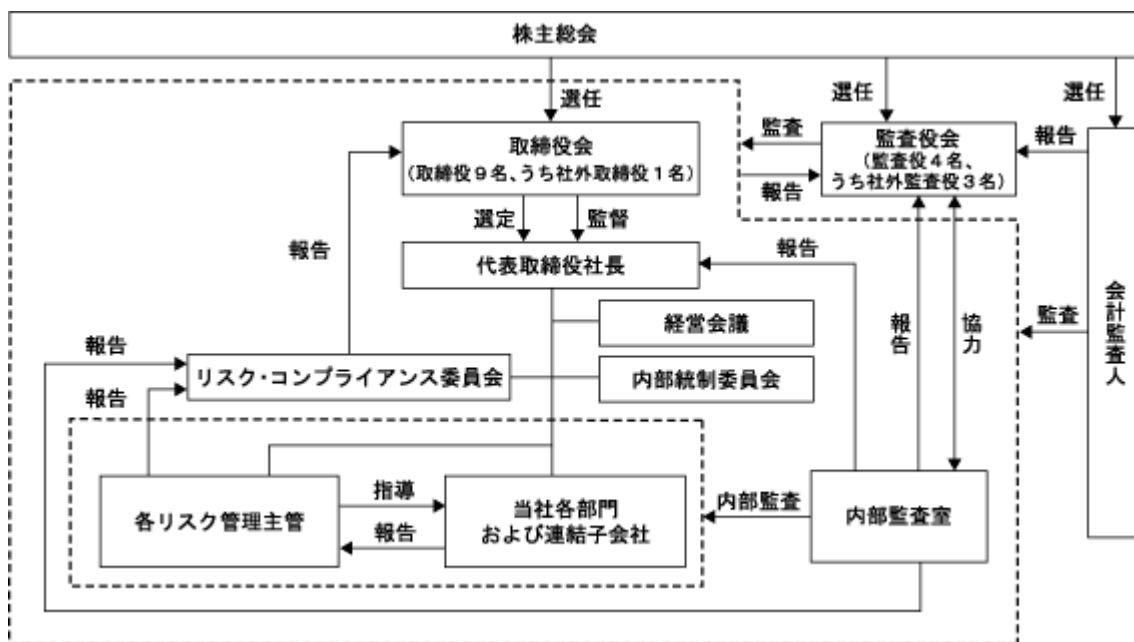 株主総会
選任
選任
選任
取締役会
(取締役9名、うち社外取締役1名)
監査
報告
監査役会
(監査役4名、
うち社外監査役3名)
報告
選定
監督
報告
代表取締役社長
報告
経営会議
報告
協力
監査
会計監査人
報告
リスク・コンプライアンス委員会
内部統制委員会
報告
各リスク管理主管
指導
報告
当社各部門
および連結子会社
内部監査
内部監査室